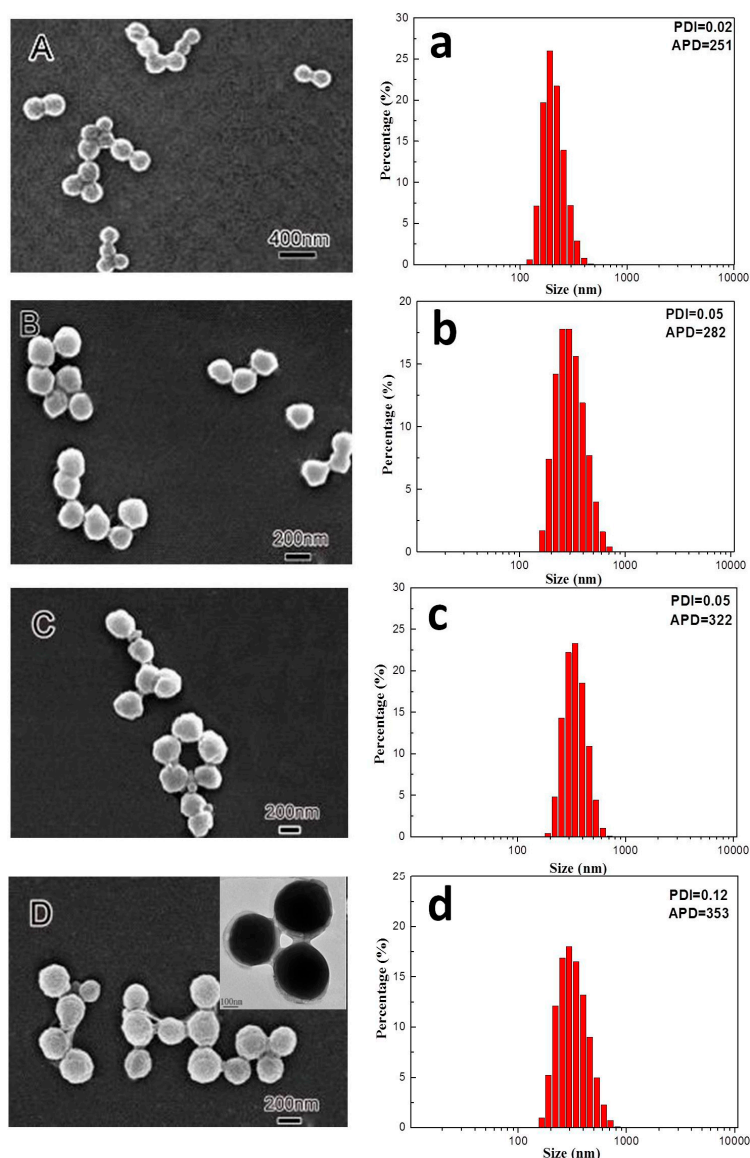 A
400nm
a
PDI=0.02
APD=251
Percentage (%)
30
25
20
15
10
5
0
100 1000 10000
Size (nm)
B
200nm
b
PDI=0.05
APD=282
Percentage (%)
20
15
10
5
0
100 1000 10000
Size (nm)
C
200nm
c
PDI=0.05
APD=322
Percentage (%)
30
25
20
15
10
5
0
100 1000 10000
Size (nm)
D
100nm
200nm
d
PDI=0.12
APD=353
Percentage (%)
25
20
15
10
5
0
100 1000 10000
Size (nm)